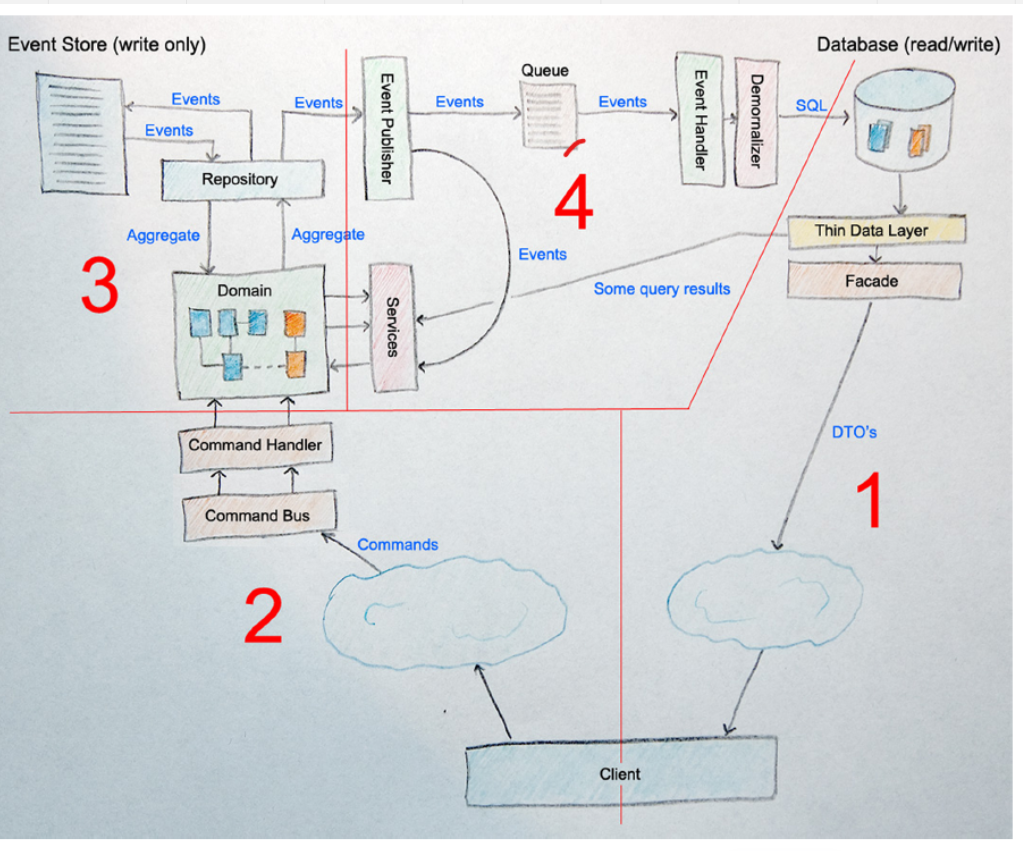 Event Store (write only)
Database (read/write)
Queue
Events
Events
Events
Events
Events
SQL
Event Publisher
Event Handler
Demornalizer
Repository
4
Thin Data Layer
Aggregate
Aggregate
Events
3
Domain
Services
Some query results
Facade
DTO's
Command Handler
1
Command Bus
Commands
2
Client